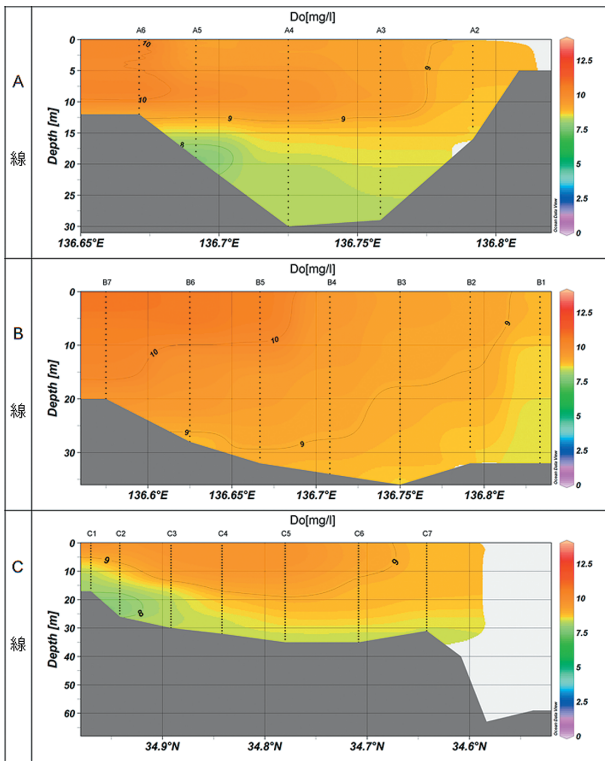 A
線
Do[mg/l]
A6 A5 A4 A3 A2
Depth [m]
0
5
10
15
20
25
30
10
10
9
9
9
8
136.65°E 136.7°E 136.75°E 136.8°E
12.5
10
7.5
5
2.5
0
Ocean Data View
B
線
Do[mg/l]
B7 B6 B5 B4 B3 B2 B1
Depth [m]
0
10
20
30
10
10
9
9
9
136.6°E 136.65°E 136.7°E 136.75°E 136.8°E
12.5
10
7.5
5
2.5
0
Ocean Data View
C
線
Do[mg/l]
C1 C2 C3 C4 C5 C6 C7
Depth [m]
0
10
20
30
40
50
60
9
9
8
34.9°N 34.8°N 34.7°N 34.6°N
12.5
10
7.5
5
2.5
0
Ocean Data View